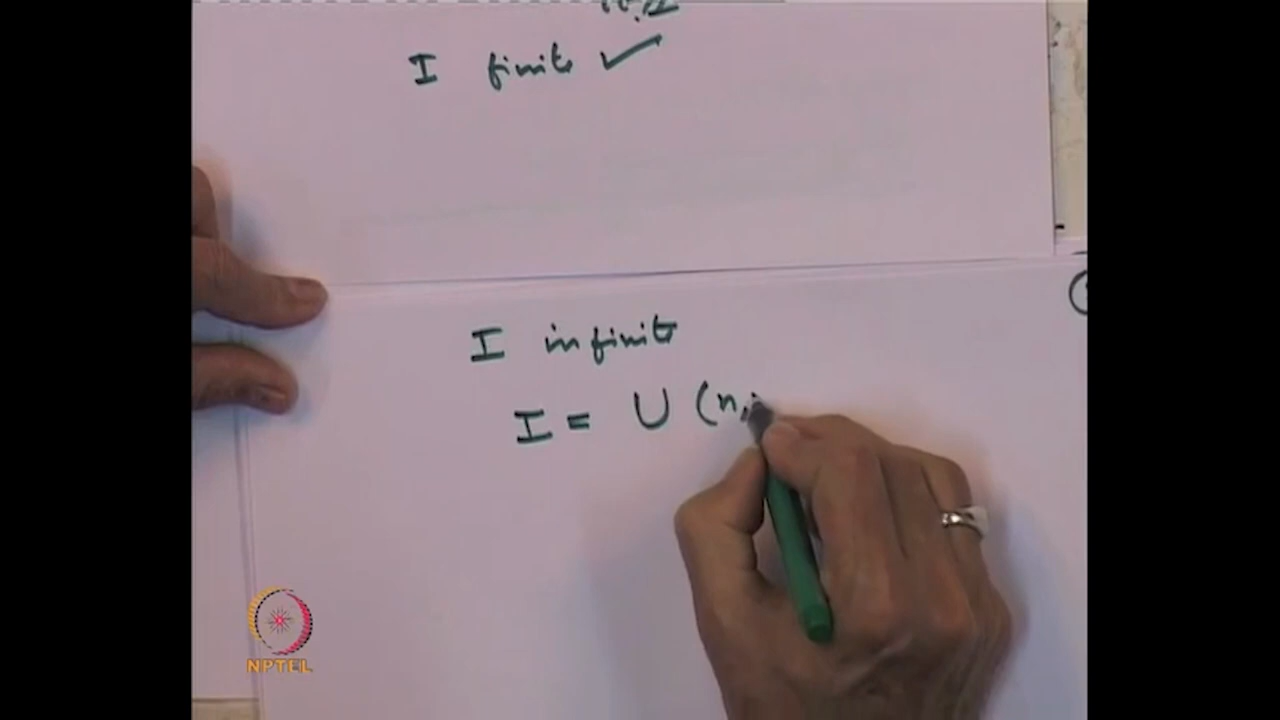 I finite ✓
I infinite
I = ∪ (n,
NPTEL